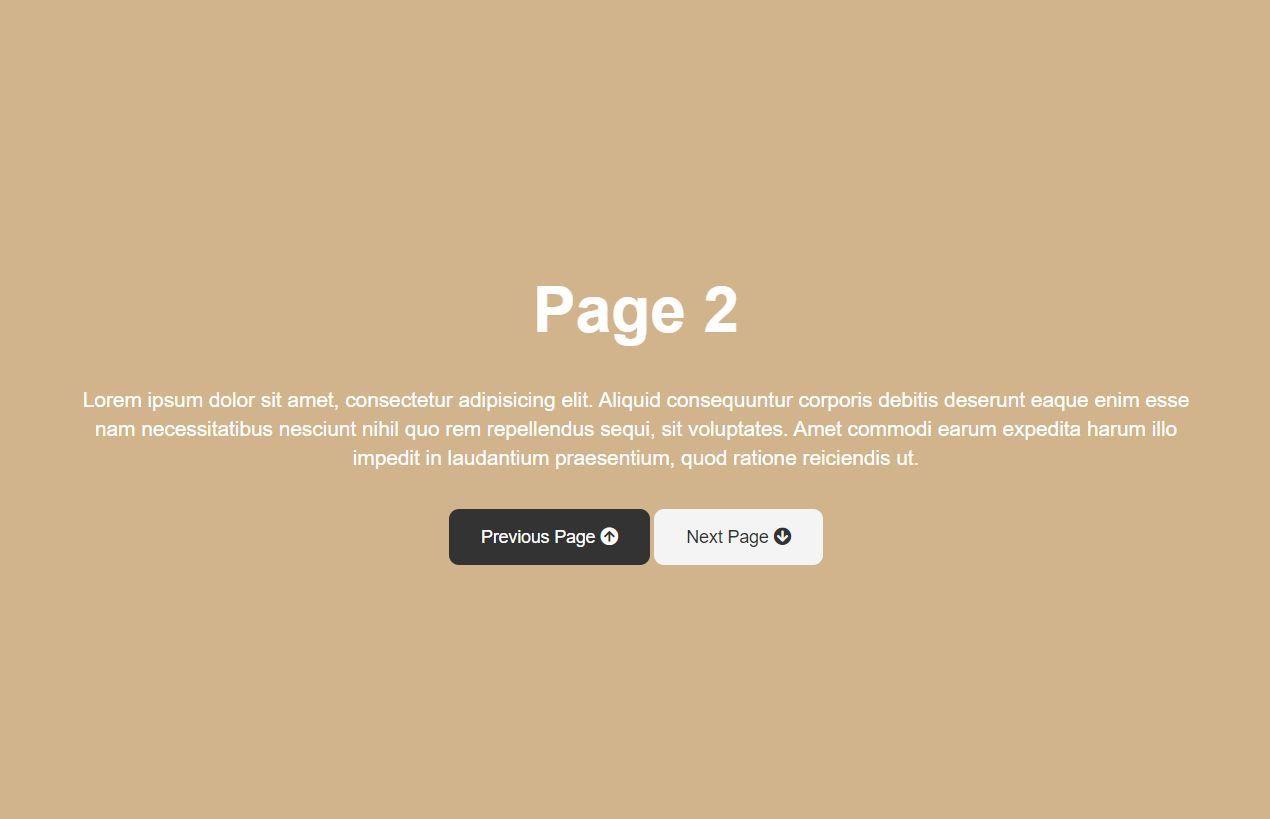 Page 2
Lorem ipsum dolor sit amet, consectetur adipisicing elit. Aliquid consequuntur corporis debitis deserunt eaque enim esse
nam necessitatibus nesciunt nihil quo rem repellendus sequi, sit voluptates. Amet commodi earum expedita harum illo
impedit in laudantium praesentium, quod ratione reiciendis ut.
Previous Page
Next Page